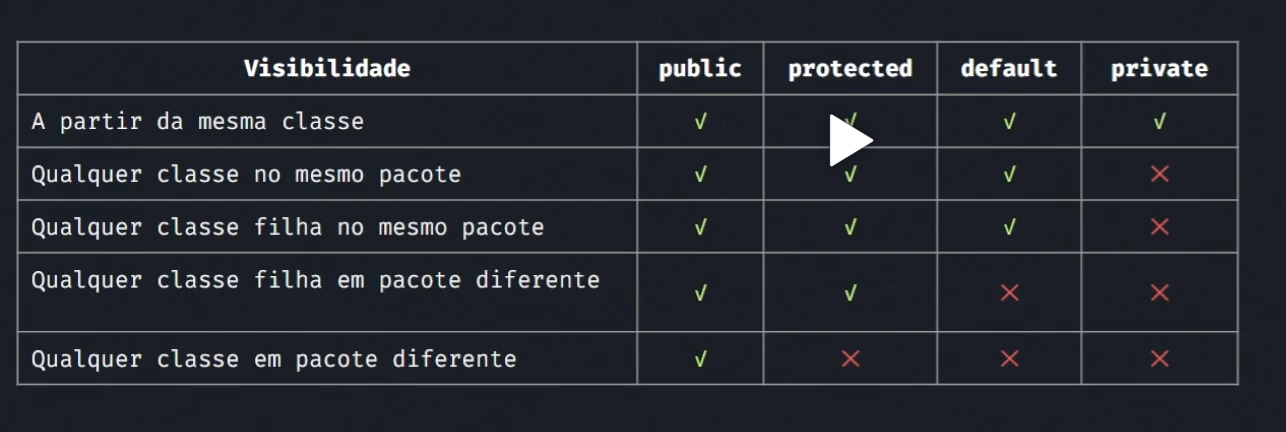 Visibilidade public protected default private
A partir da mesma classe √ √ √ √
Qualquer classe no mesmo pacote √ √ √ ×
Qualquer classe filha no mesmo pacote √ √ √ ×
Qualquer classe filha em pacote diferente √ √ × ×
Qualquer classe em pacote diferente √ × × ×